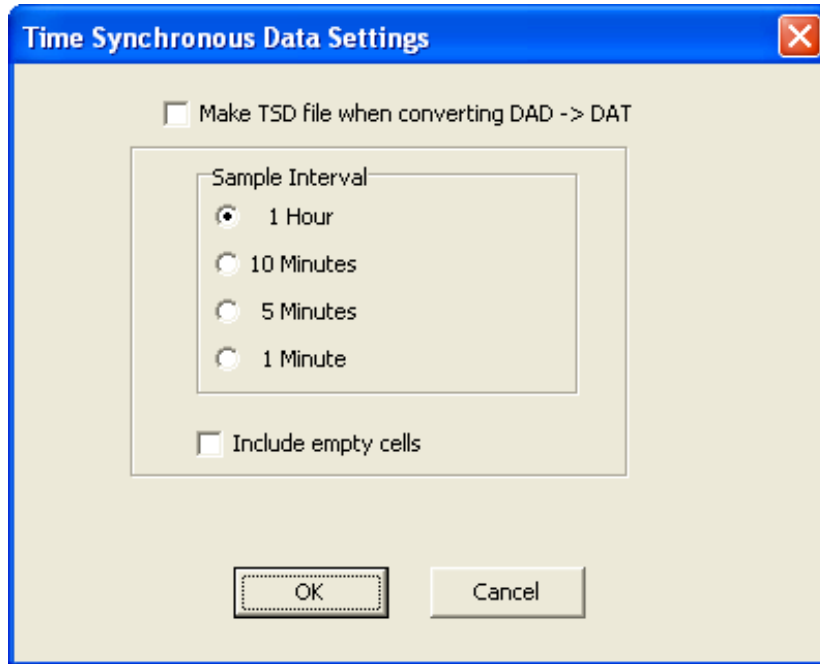 Time Synchronous Data Settings
Make TSD file when converting DAD -> DAT
Sample Interval
1 Hour
10 Minutes
5 Minutes
1 Minute
Include empty cells
OK Cancel